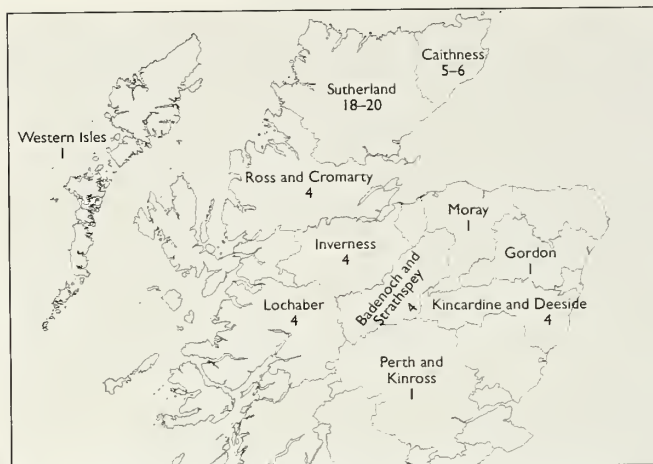 Caithness
5–6
Sutherland
18–20
Western Isles
1
Ross and Cromarty
4
Moray
1
Inverness
4
Gordon
1
Badenoch and
Strathspey
4
Lochaber
4
Kincardine and Deeside
4
Perth and
Kinross
1